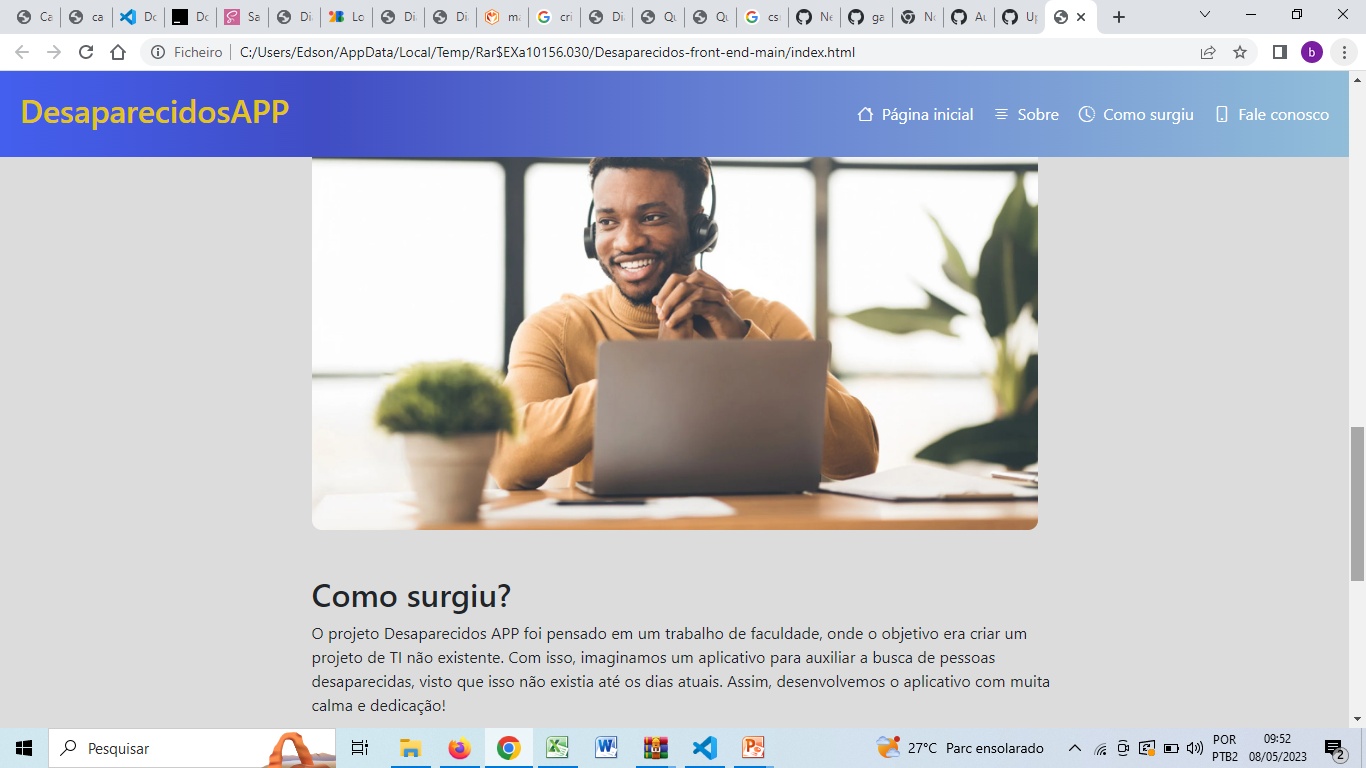 Ca
ca
Do
Do
Sa
Di
Lo
Di
Di
ma
cri
Di
Qu
Qu
cs
Ne
ga
No
Au
Up
Ficheiro
C:/Users/Edson/AppData/Local/Temp/Rar$EXa10156.030/Desaparecidos-front-end-main/index.html
b
DesaparecidosAPP
Página inicial
Sobre
Como surgiu
Fale conosco
Como surgiu?
O projeto Desaparecidos APP foi pensado em um trabalho de faculdade, onde o objetivo era criar um
projeto de TI não existente. Com isso, imaginamos um aplicativo para auxiliar a busca de pessoas
desaparecidas, visto que isso não existia até os dias atuais. Assim, desenvolvemos o aplicativo com muita
calma e dedicação!
Pesquisar
27°C Parc ensolarado
POR
PTB2
09:52
08/05/2023
2